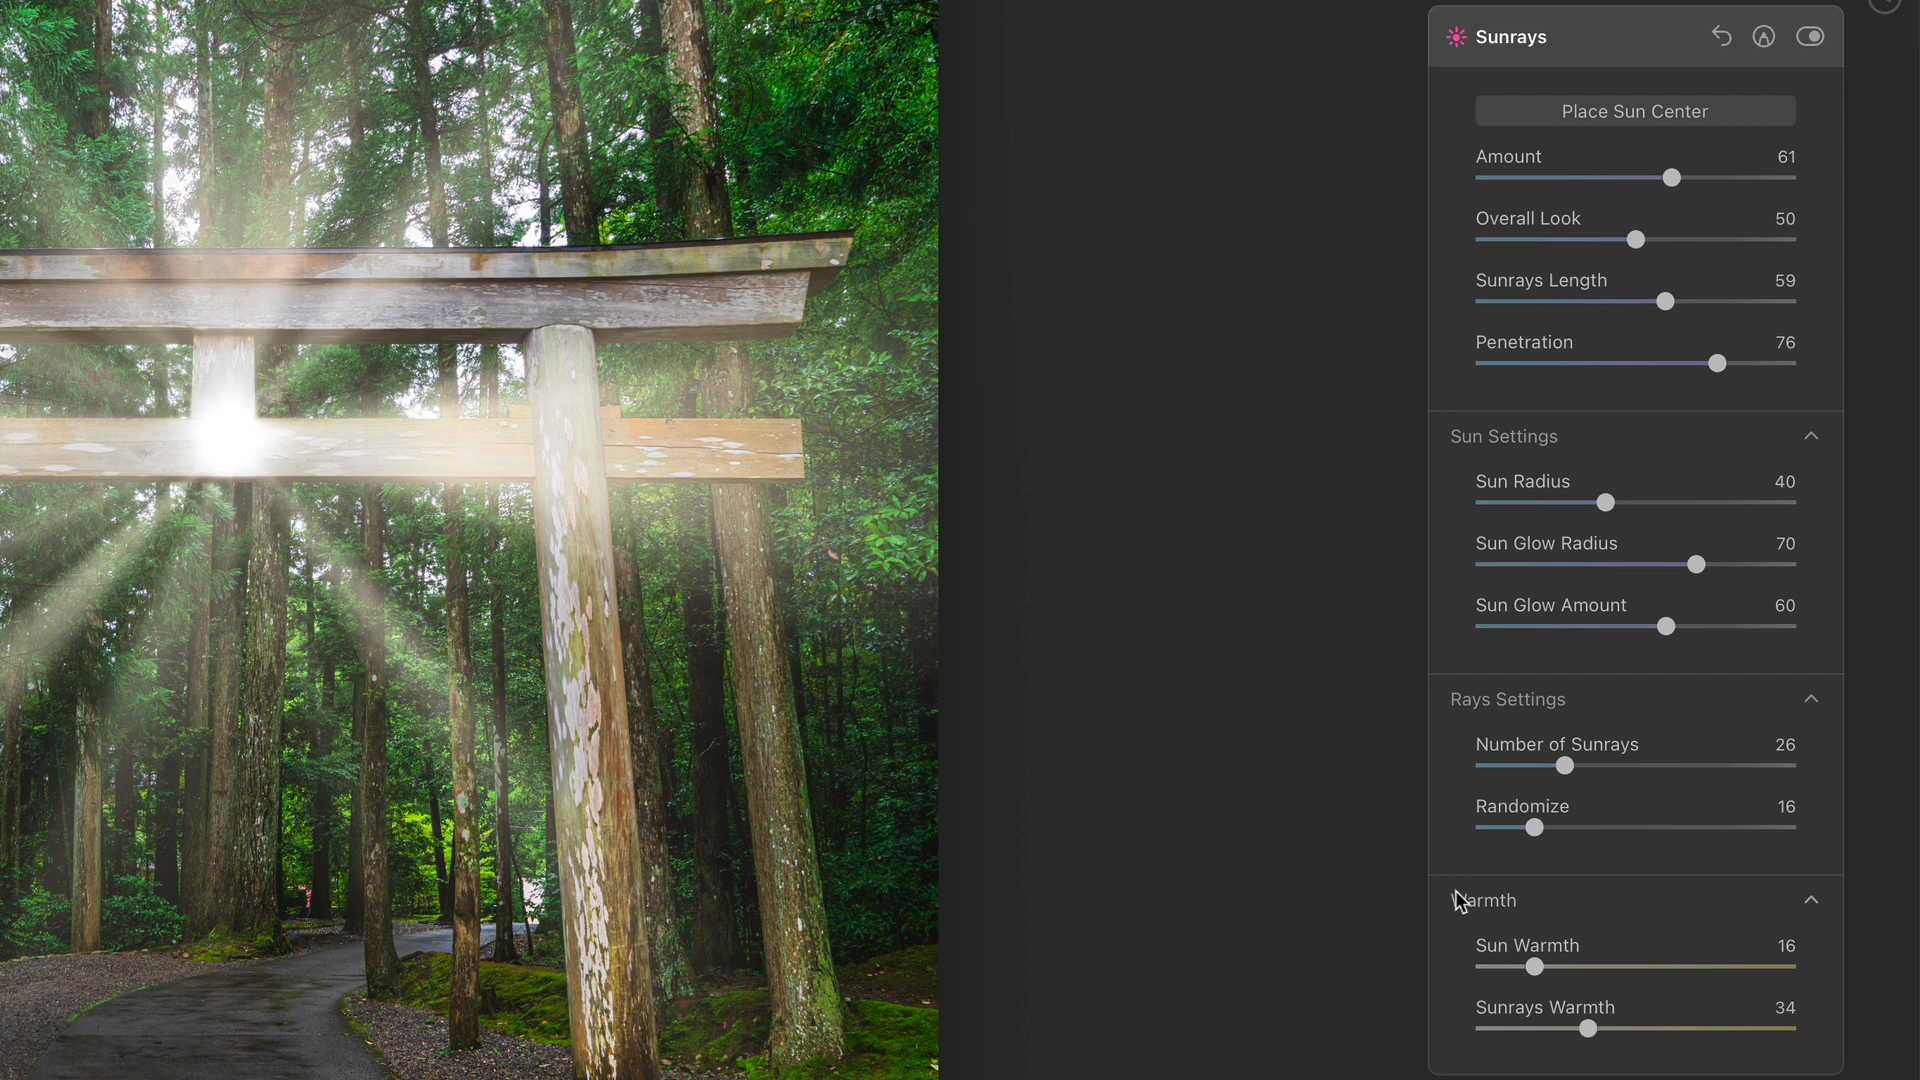 Sunrays
Place Sun Center
Amount 61
Overall Look 50
Sunrays Length 59
Penetration 76
Sun Settings
Sun Radius 40
Sun Glow Radius 70
Sun Glow Amount 60
Rays Settings
Number of Sunrays 26
Randomize 16
Warmth
Sun Warmth 16
Sunrays Warmth 34